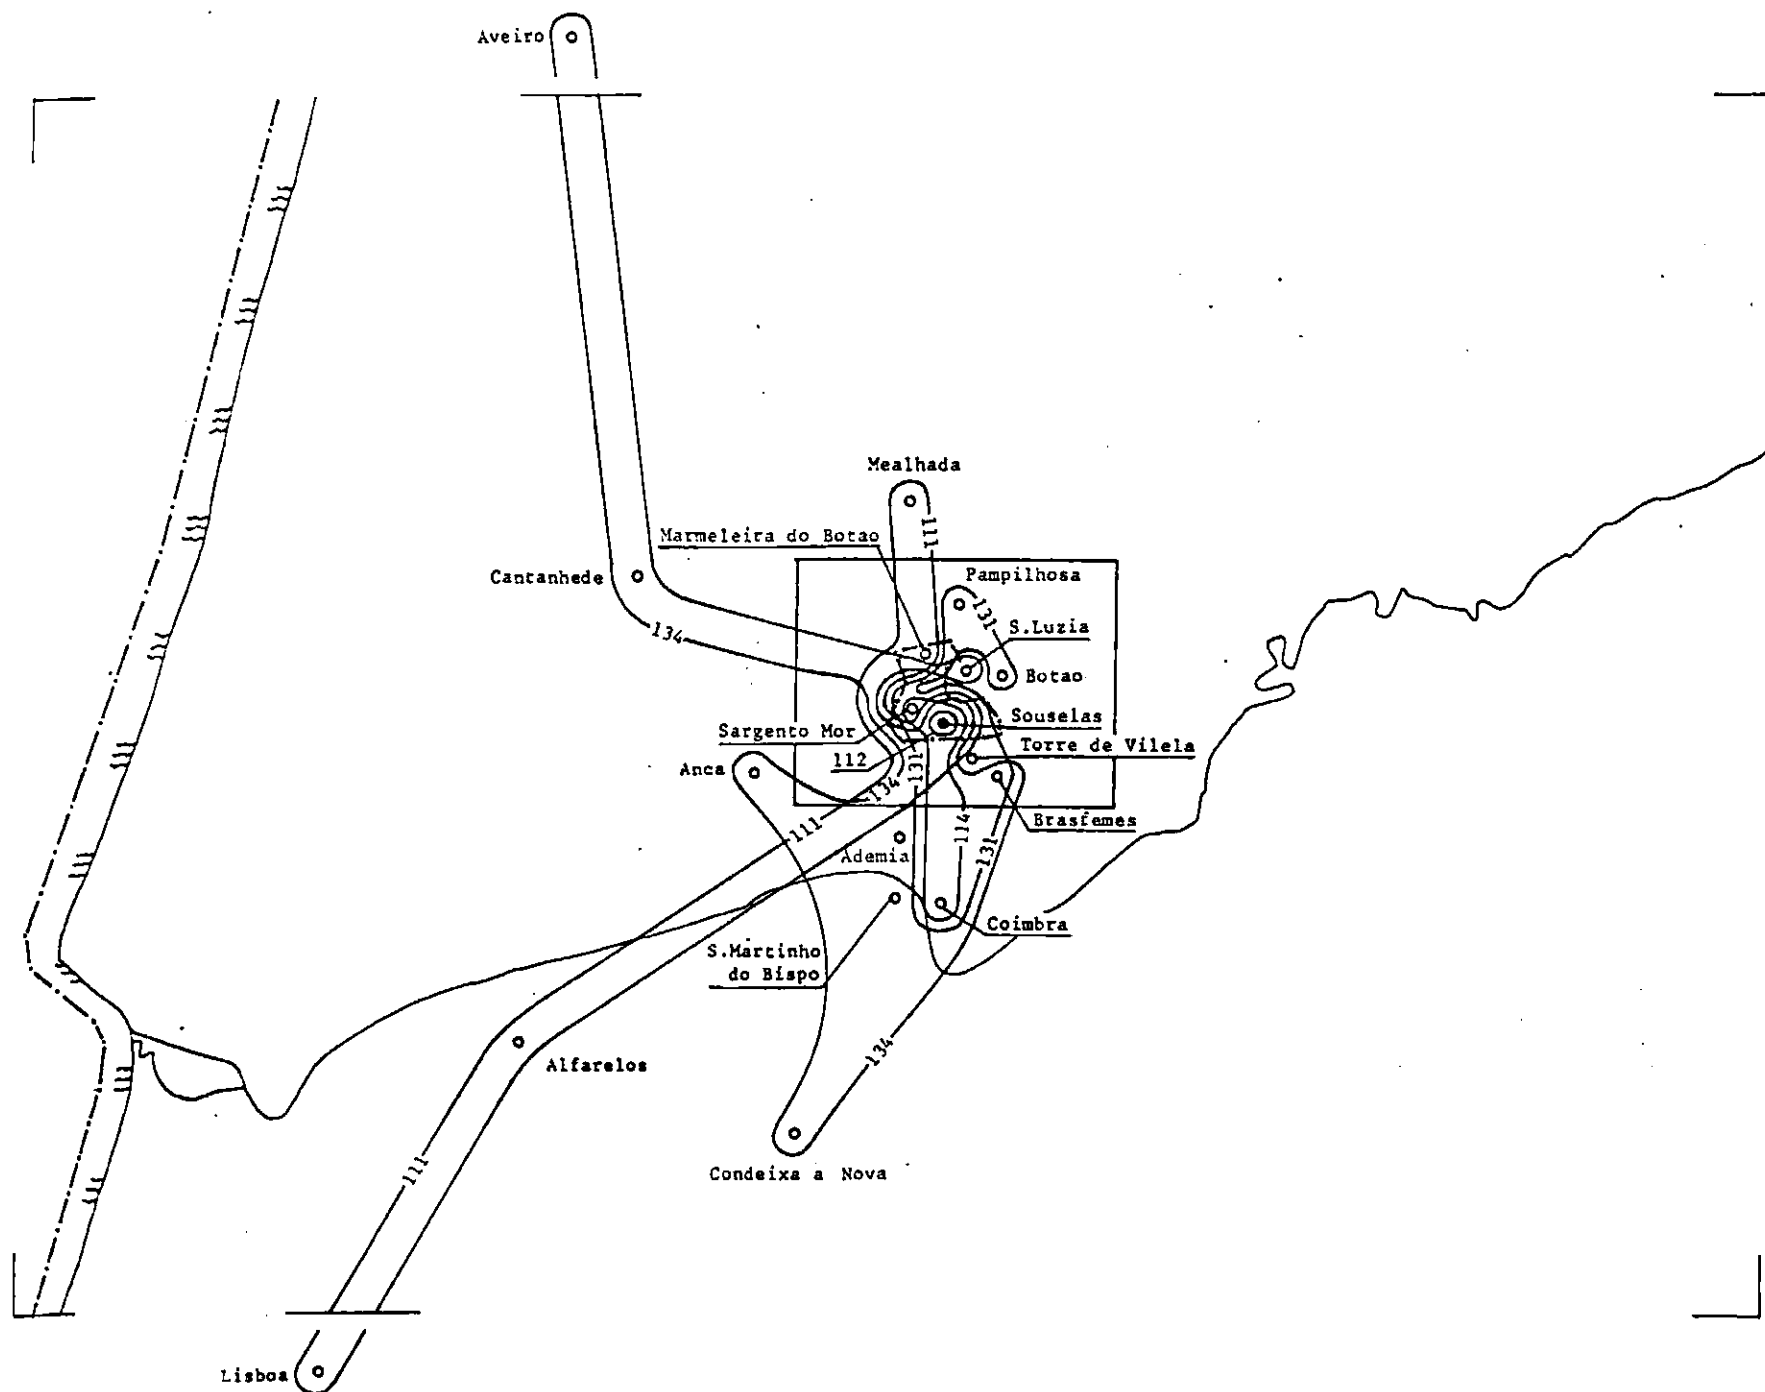 Aveiro
Mealhada
111
Marmeleira do Botao
Cantanhede
Pampilhosa
131
134
S.Luzia
Botao
Souselas
Sargento Mor
Torre de Vilela
112
131
Anca
134
111
114
Brasfemes
Ademia
131
Coimbra
S.Martinho
do Bispo
Alfarelos
134
111
Condeixa a Nova
Lisboa